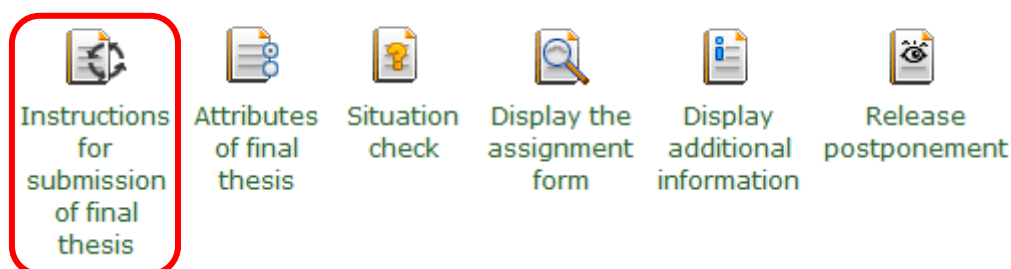 Instructions
for
submission
of final
thesis
Attributes
of final
thesis
Situation
check
Display the
assignment
form
Display
additional
information
Release
postponement